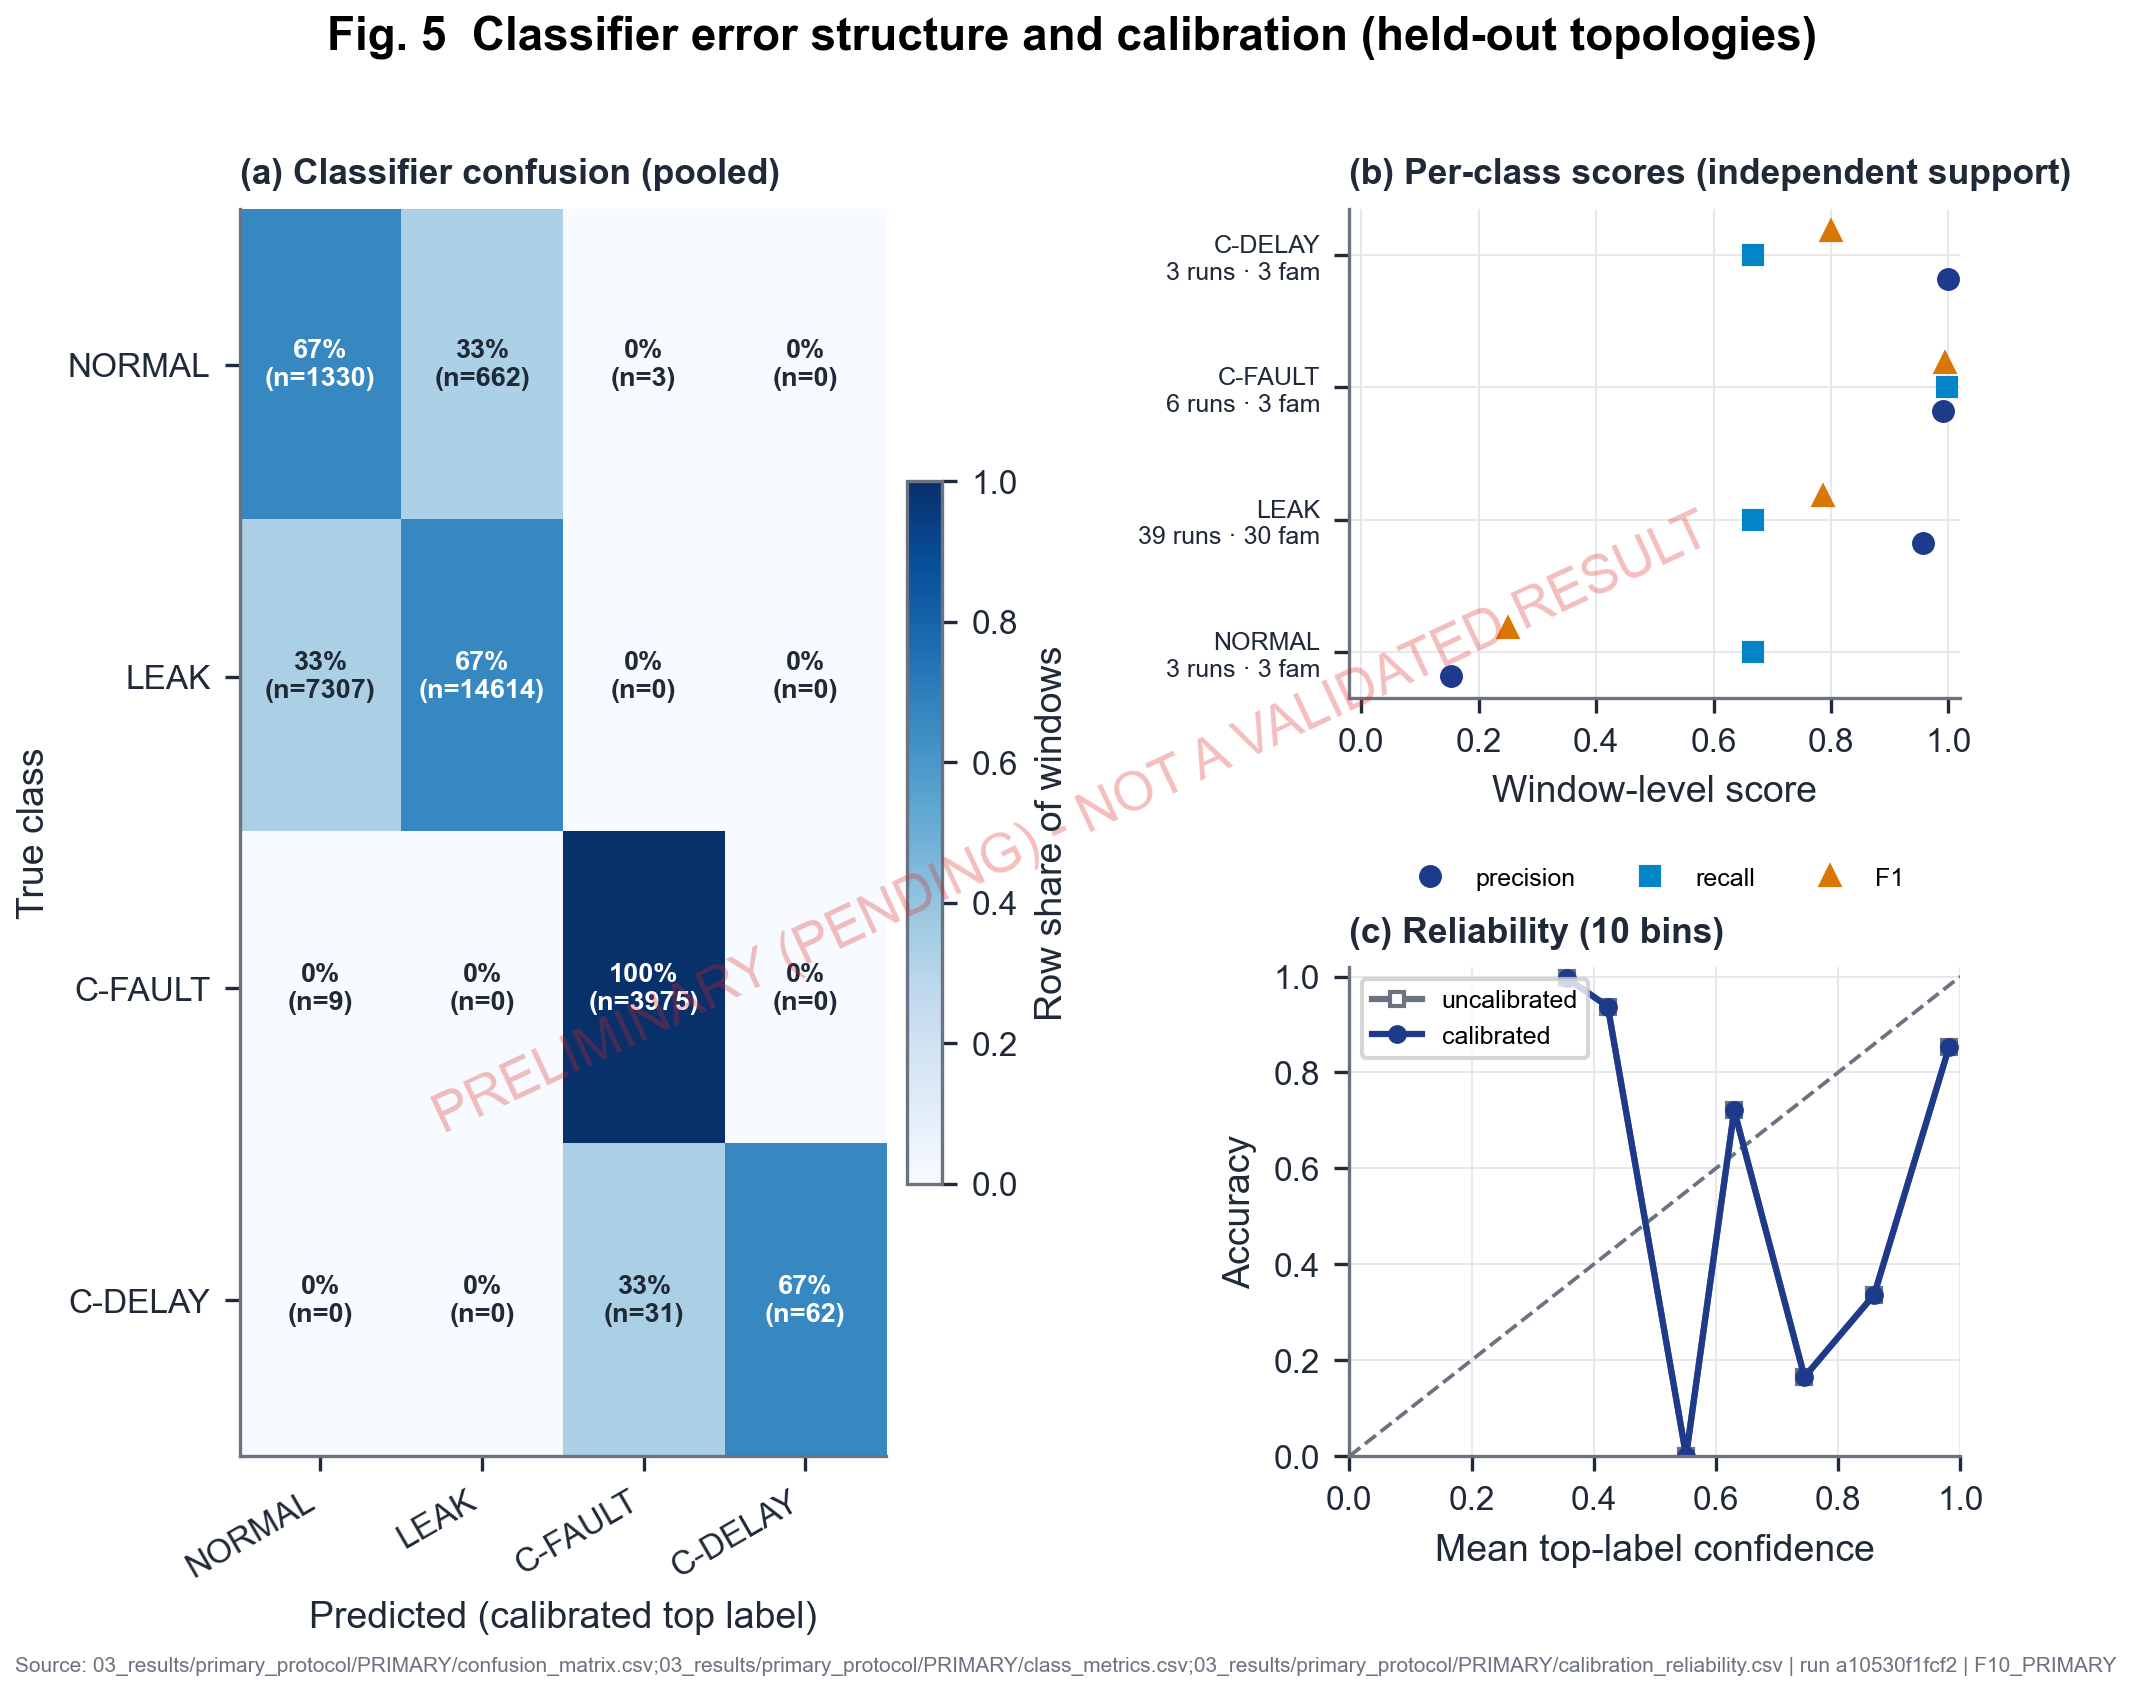 Fig. 5  Classifier error structure and calibration (held-out topologies)
(a) Classifier confusion (pooled)
True class
NORMAL
67%
(n=1330)
33%
(n=662)
0%
(n=3)
0%
(n=0)
LEAK
33%
(n=7307)
67%
(n=14614)
0%
(n=0)
0%
(n=0)
C-FAULT
0%
(n=9)
0%
(n=0)
100%
(n=3975)
0%
(n=0)
C-DELAY
0%
(n=0)
0%
(n=0)
33%
(n=31)
67%
(n=62)
NORMAL
LEAK
C-FAULT
C-DELAY
Predicted (calibrated top label)
1.0
0.8
0.6
0.4
0.2
0.0
Row share of windows
(b) Per-class scores (independent support)
C-DELAY
3 runs · 3 fam
C-FAULT
6 runs · 3 fam
LEAK
39 runs · 30 fam
NORMAL
3 runs · 3 fam
0.0 0.2 0.4 0.6 0.8 1.0
Window-level score
precision recall F1
(c) Reliability (10 bins)
uncalibrated
calibrated
Accuracy
1.0
0.8
0.6
0.4
0.2
0.0
0.0 0.2 0.4 0.6 0.8 1.0
Mean top-label confidence
PRELIMINARY (PENDING) - NOT A VALIDATED RESULT
Source: 03_results/primary_protocol/PRIMARY/confusion_matrix.csv;03_results/primary_protocol/PRIMARY/class_metrics.csv;03_results/primary_protocol/PRIMARY/calibration_reliability.csv | run a10530f1fcf2 | F10_PRIMARY